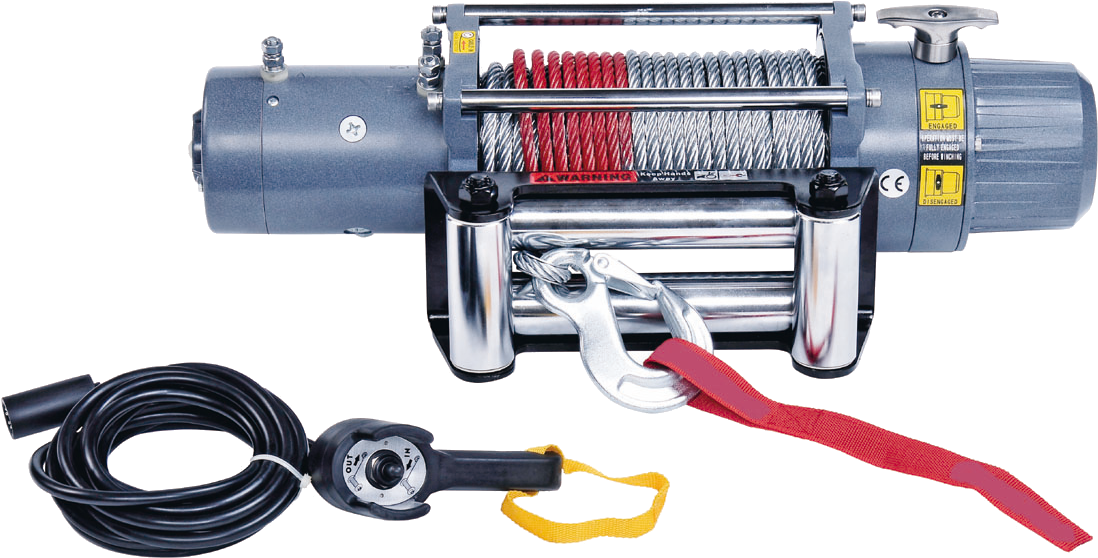 ENGAGED
OPERATION MUST BE
FULLY ENGAGED
BEFORE WINCHING
DISENGAGED
CE
WARNING
Keep Hands
Away
OUT
IN